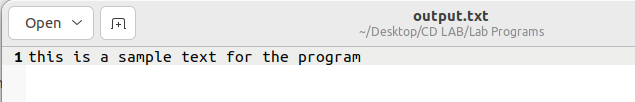 Open
output.txt
~/Desktop/CD LAB/Lab Programs
1 this is a sample text for the program